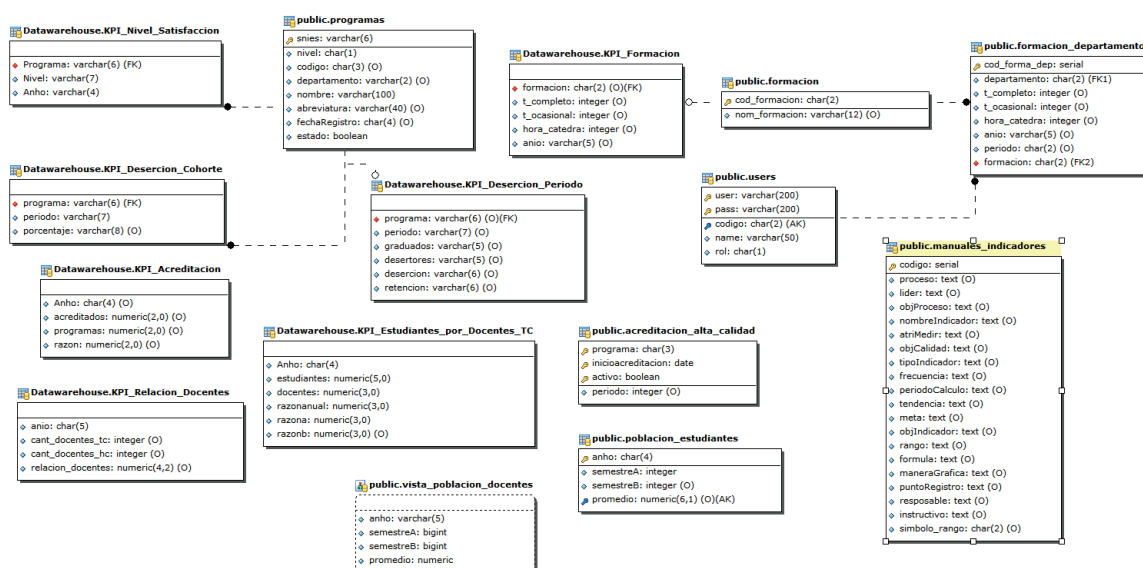 Datawarehouse.KPI_Nivel_Satisfaccion
Programa: varchar(6) (FK)
Nivel: varchar(7)
Anho: varchar(4)
public.programas
snies: varchar(6)
nivel: char(1)
codigo: char(3) (O)
departamento: varchar(2) (O)
nombre: varchar(100)
abreviatura: varchar(40) (O)
fechaRegistro: char(4) (O)
estado: boolean
Datawarehouse.KPI_Formacion
formacion: char(2) (O)(FK)
t_completo: integer (O)
t_ocasional: integer (O)
hora_catedra: integer (O)
anio: varchar(5) (O)
public.formacion
cod_formacion: char(2)
nom_formacion: varchar(12) (O)
public.formacion_departamento
cod_forma_dep: serial
departamento: char(2) (FK1)
t_completo: integer (O)
t_ocasional: integer (O)
hora_catedra: integer (O)
anio: varchar(5) (O)
periodo: char(2) (O)
formacion: char(2) (FK2)
Datawarehouse.KPI_Desercion_Cohorte
programa: varchar(6) (FK)
periodo: varchar(7)
porcentaje: varchar(8) (O)
Datawarehouse.KPI_Desercion_Periodo
programa: varchar(6) (O)(FK)
periodo: varchar(7) (O)
graduados: varchar(5) (O)
desertores: varchar(5) (O)
desercion: varchar(6) (O)
retencion: varchar(6) (O)
public.users
user: varchar(200)
pass: varchar(200)
codigo: char(2) (AK)
name: varchar(50)
rol: char(1)
public.manuales_indicadores
codigo: serial
proceso: text (O)
lider: text (O)
objProceso: text (O)
nombreIndicador: text (O)
atriMedir: text (O)
objCalidad: text (O)
tipoIndicador: text (O)
frecuencia: text (O)
periodoCalculo: text (O)
tendencia: text (O)
meta: text (O)
objIndicador: text (O)
rango: text (O)
formula: text (O)
maneraGrafica: text (O)
puntoRegistro: text (O)
resposable: text (O)
instructivo: text (O)
simbolo_rango: char(2) (O)
Datawarehouse.KPI_Acreditacion
Anho: char(4) (O)
acreditados: numeric(2,0) (O)
programas: numeric(2,0) (O)
razon: numeric(2,0) (O)
Datawarehouse.KPI_Estudiantes_por_Docentes_TC
Anho: char(4)
estudiantes: numeric(5,0)
docentes: numeric(3,0)
razonanual: numeric(3,0)
razona: numeric(3,0)
razonb: numeric(3,0) (O)
public.acreditacion_alta_calidad
programa: char(3)
inicioacreditacion: date
activo: boolean
periodo: integer (O)
Datawarehouse.KPI_Relacion_Docentes
anio: char(5)
cant_docentes_tc: integer (O)
cant_docentes_hc: integer (O)
relacion_docentes: numeric(4,2) (O)
public.poblacion_estudiantes
anho: char(4)
semestreA: integer
semestreB: integer (O)
promedio: numeric(6,1) (O)(AK)
public.vista_poblacion_docentes
anho: varchar(5)
semestreA: bigint
semestreB: bigint
promedio: numeric